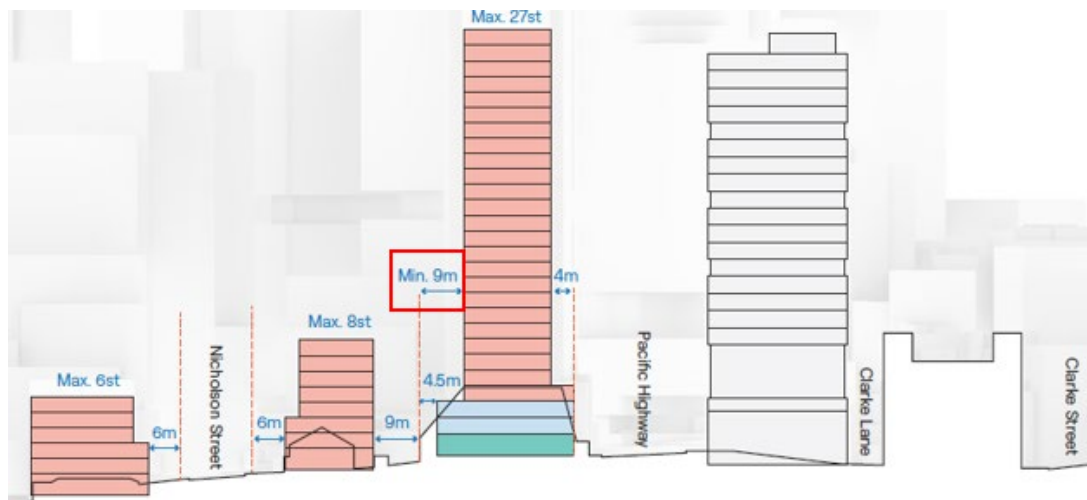 Max. 27st
Min. 9m
4m
Max. 8st
Max. 6st
4.5m
6m
6m
9m
Nicholson Street
Pacific Highway
Clarke Lane
Clarke Street